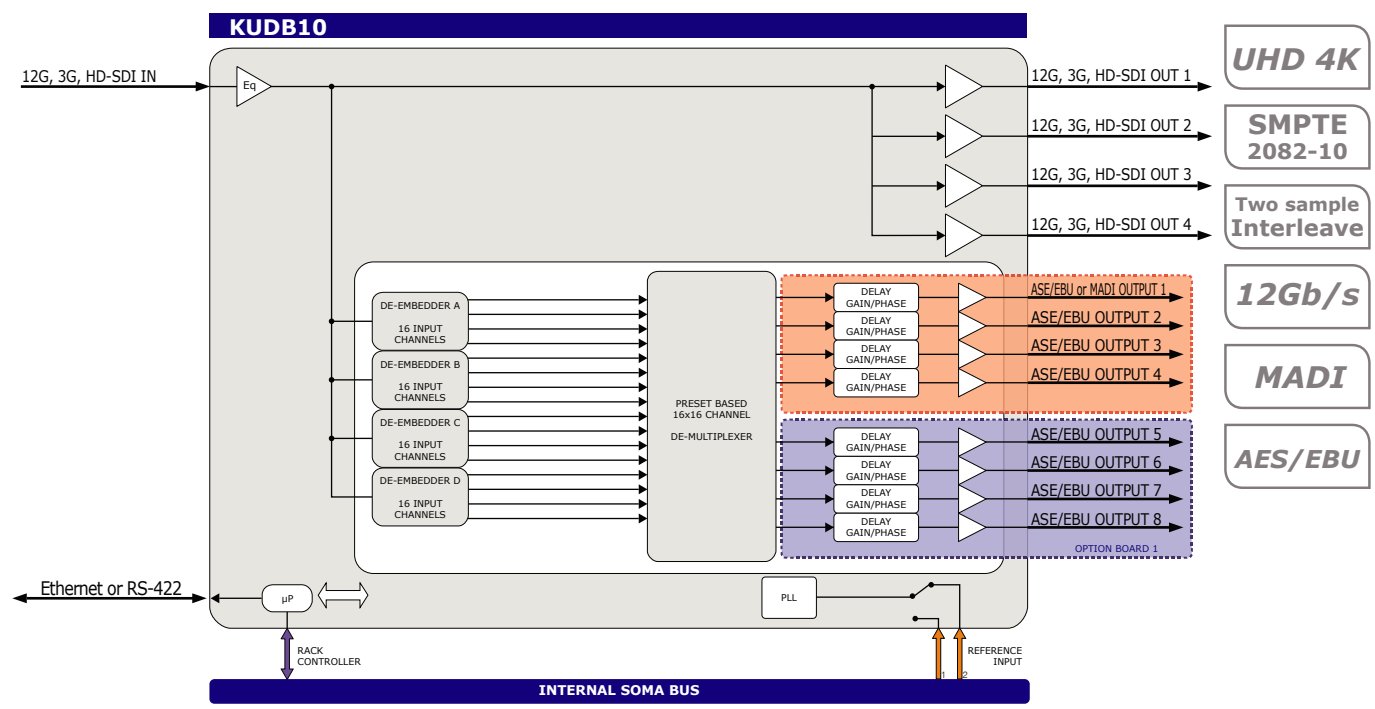 KUDB10
12G, 3G, HD-SDI IN
Eq
12G, 3G, HD-SDI OUT 1
12G, 3G, HD-SDI OUT 2
12G, 3G, HD-SDI OUT 3
12G, 3G, HD-SDI OUT 4
UHD 4K
SMPTE
2082-10
Two sample
Interleave
12Gb/s
MADI
AES/EBU
DE-EMBEDDER A
16 INPUT
CHANNELS
DE-EMBEDDER B
16 INPUT
CHANNELS
DE-EMBEDDER C
16 INPUT
CHANNELS
DE-EMBEDDER D
16 INPUT
CHANNELS
PRESET BASED
16x16 CHANNEL
DE-MULTIPLEXER
DELAY
GAIN/PHASE
ASE/EBU or MADI OUTPUT 1
DELAY
GAIN/PHASE
ASE/EBU OUTPUT 2
DELAY
GAIN/PHASE
ASE/EBU OUTPUT 3
DELAY
GAIN/PHASE
ASE/EBU OUTPUT 4
DELAY
GAIN/PHASE
ASE/EBU OUTPUT 5
DELAY
GAIN/PHASE
ASE/EBU OUTPUT 6
DELAY
GAIN/PHASE
ASE/EBU OUTPUT 7
DELAY
GAIN/PHASE
ASE/EBU OUTPUT 8
OPTION BOARD 1
Ethernet or RS-422
µP
PLL
RACK
CONTROLLER
REFERENCE
INPUT
1
2
INTERNAL SOMA BUS